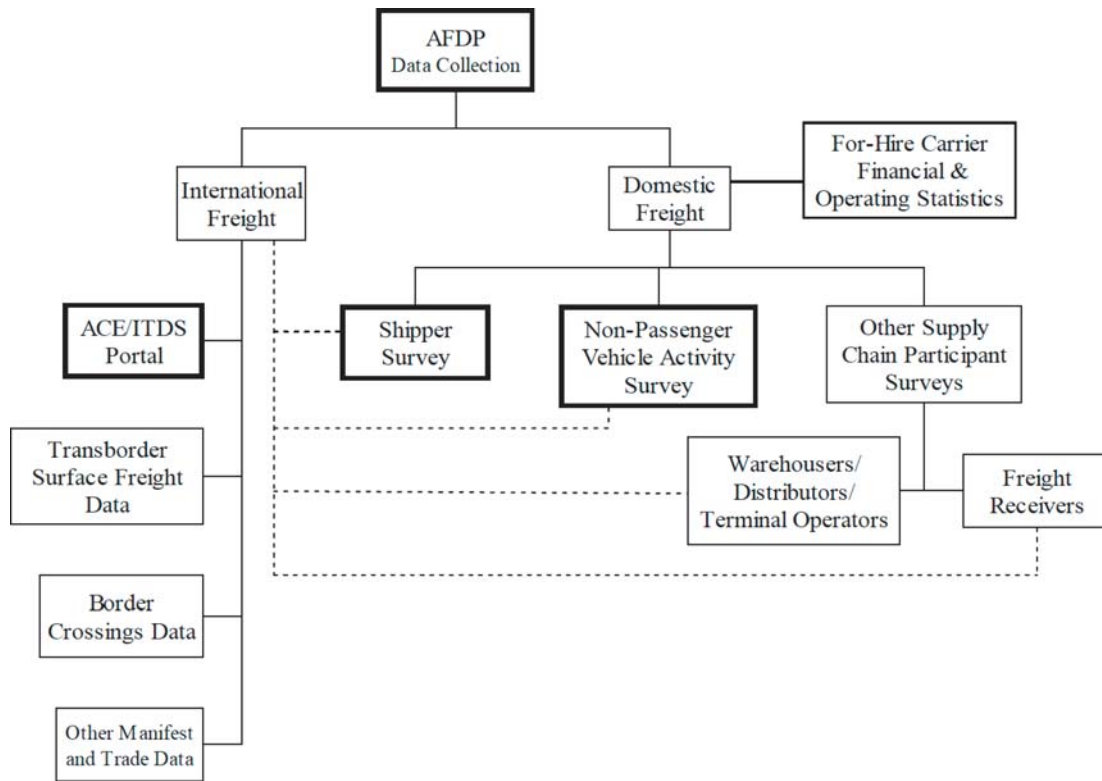 AFDP
Data Collection
For-Hire Carrier
Financial &
Operating Statistics
International
Freight
Domestic
Freight
ACE/ITDS
Portal
Shipper
Survey
Non-Passenger
Vehicle Activity
Survey
Other Supply
Chain Participant
Surveys
Transborder
Surface Freight
Data
Warehousers/
Distributors/
Terminal Operators
Freight
Receivers
Border
Crossings Data
Other Manifest
and Trade Data